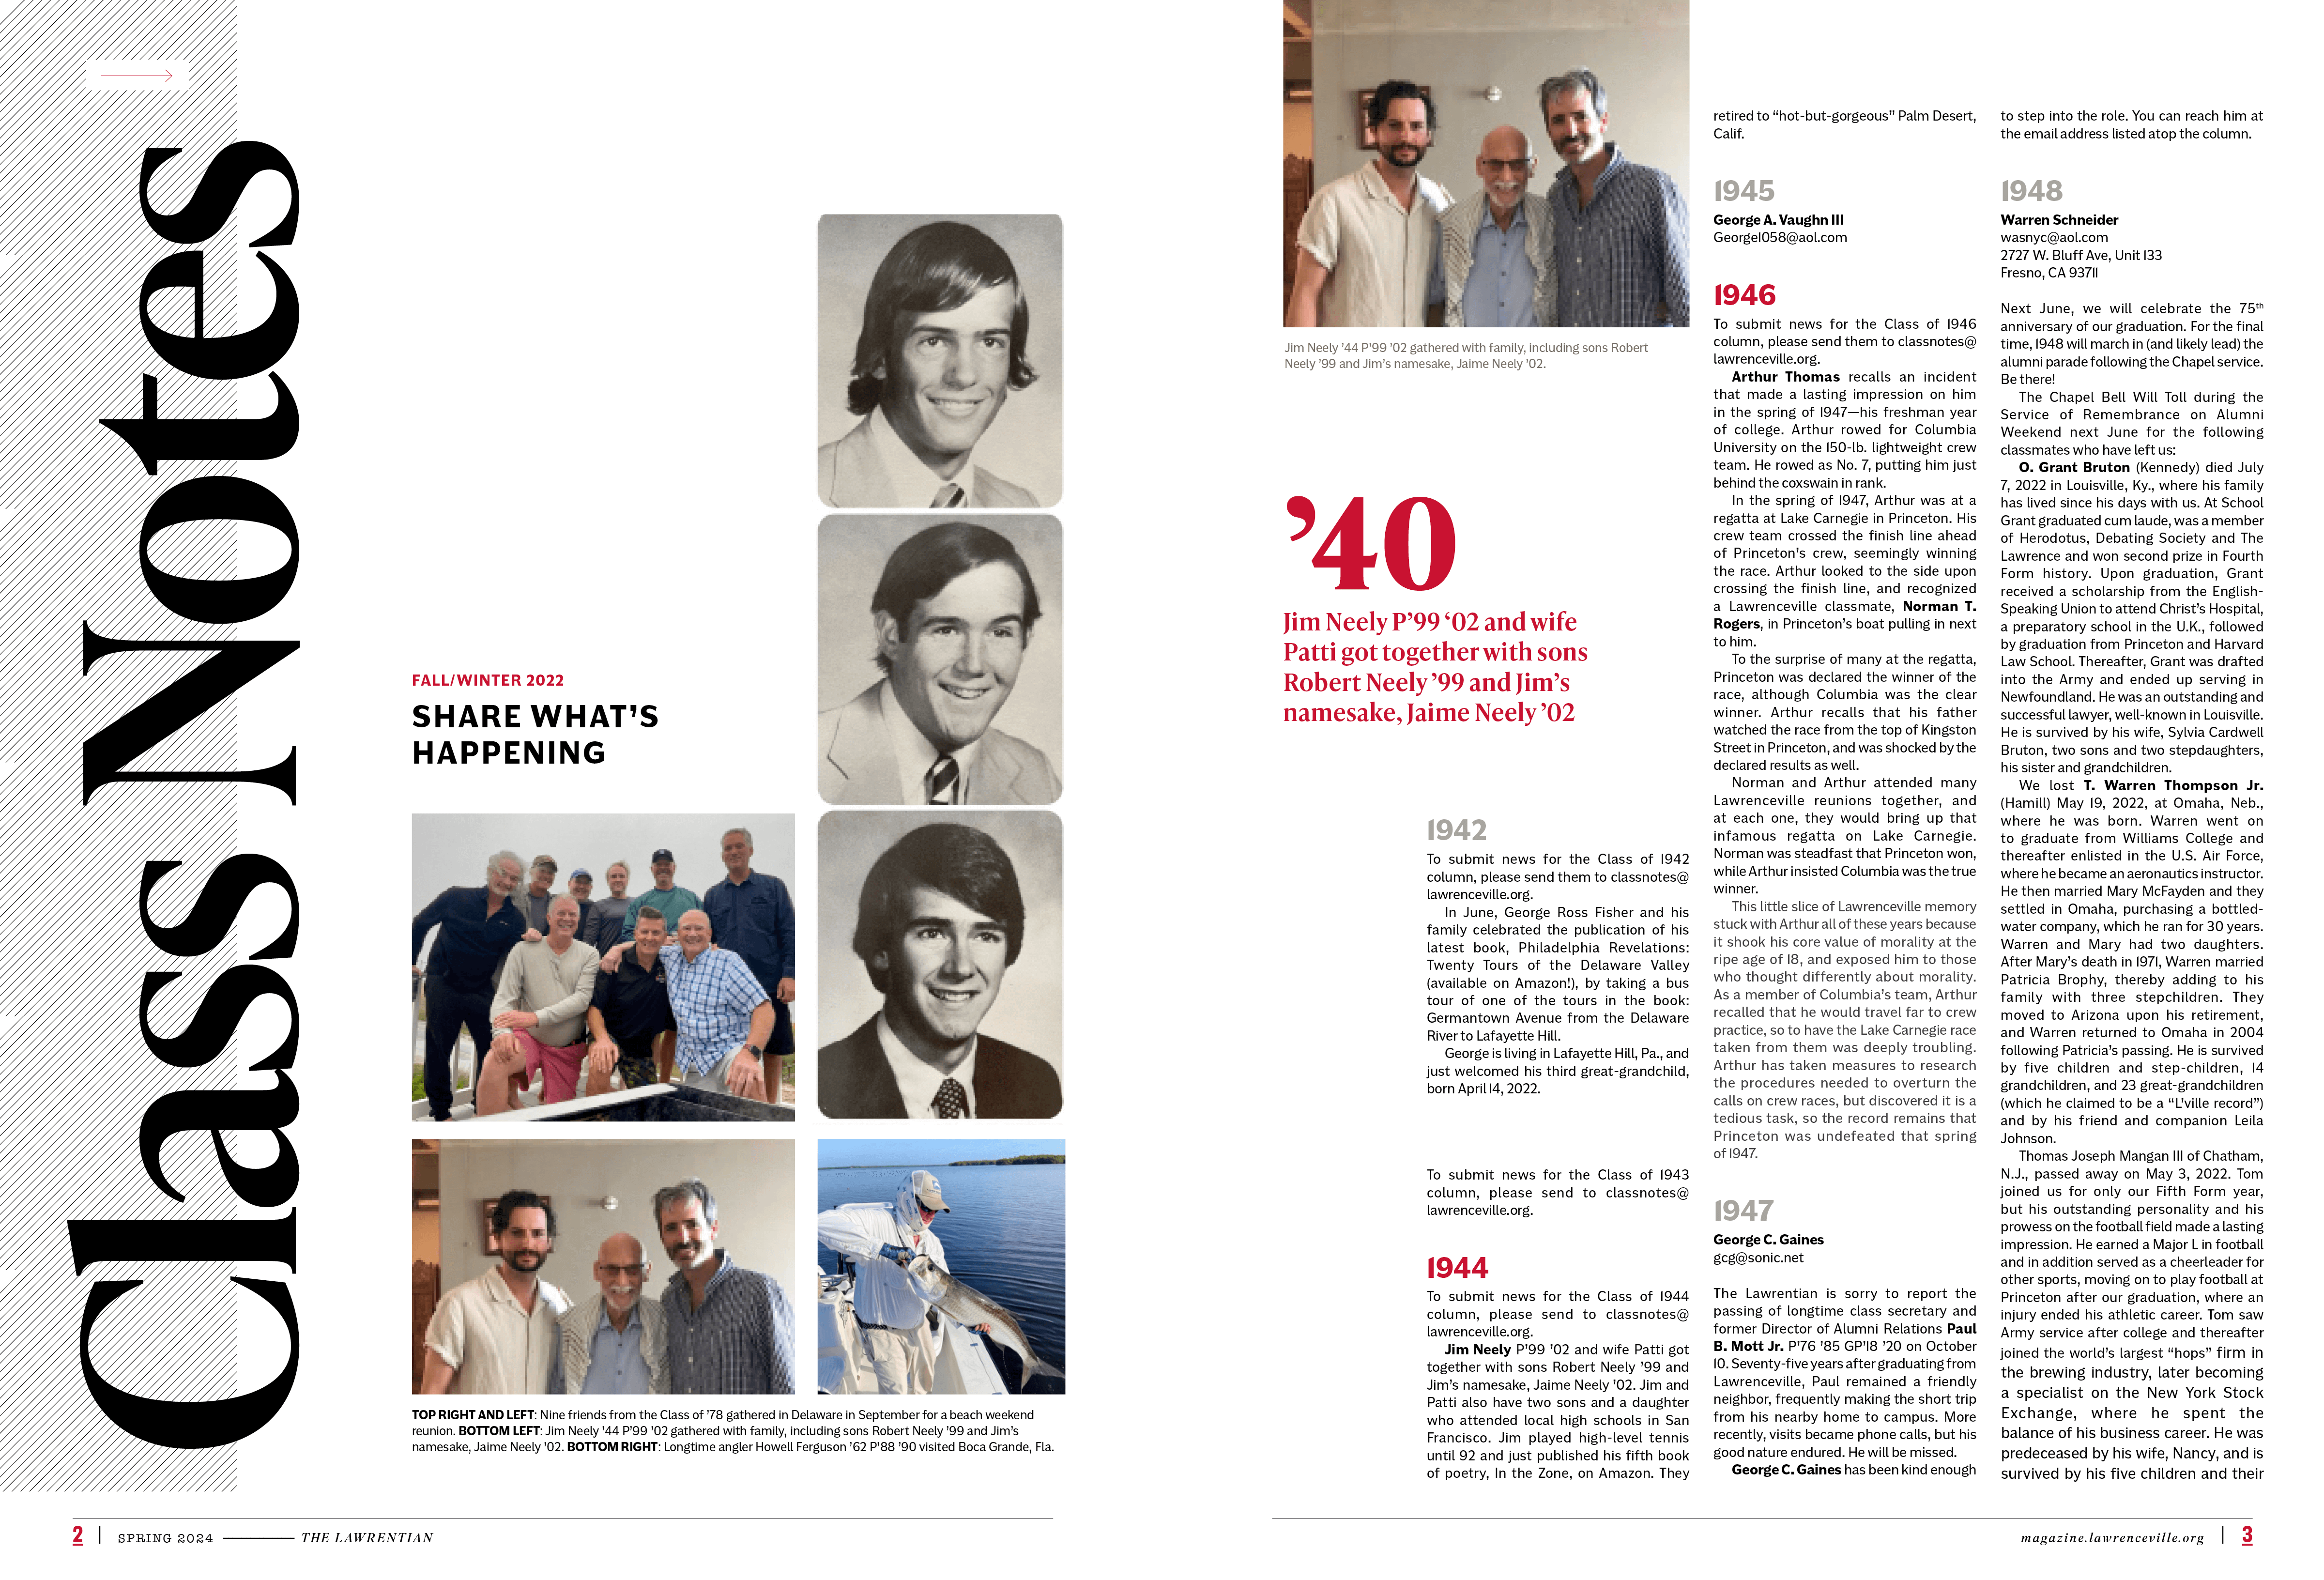 Class Notes
FALL/WINTER 2022
SHARE WHAT’S
HAPPENING
TOP RIGHT AND LEFT: Nine friends from the Class of ’78 gathered in Delaware in September for a beach weekend
reunion. BOTTOM LEFT: Jim Neely ’44 P’99 ’02 gathered with family, including sons Robert Neely ’99 and Jim’s
namesake, Jaime Neely ’02. BOTTOM RIGHT: Longtime angler Howell Ferguson ’62 P’88 ’90 visited Boca Grande, Fla.
2 | SPRING 2024 THE LAWRENTIAN
Jim Neely ’44 P’99 ’02 gathered with family, including sons Robert
Neely ’99 and Jim’s namesake, Jaime Neely ’02.
’40
Jim Neely P’99 ‘02 and wife
Patti got together with sons
Robert Neely ’99 and Jim’s
namesake, Jaime Neely ’02
1942
To submit news for the Class of 1942
column, please send them to classnotes@
lawrenceville.org.
In June, George Ross Fisher and his
family celebrated the publication of his
latest book, Philadelphia Revelations:
Twenty Tours of the Delaware Valley
(available on Amazon!), by taking a bus
tour of one of the tours in the book:
Germantown Avenue from the Delaware
River to Lafayette Hill.
George is living in Lafayette Hill, Pa., and
just welcomed his third great-grandchild,
born April 14, 2022.
To submit news for the Class of 1943
column, please send to classnotes@
lawrenceville.org.
1944
To submit news for the Class of 1944
column, please send to classnotes@
lawrenceville.org.
Jim Neely P’99 ’02 and wife Patti got
together with sons Robert Neely ’99 and
Jim’s namesake, Jaime Neely ’02. Jim and
Patti also have two sons and a daughter
who attended local high schools in San
Francisco. Jim played high-level tennis
until 92 and just published his fifth book
of poetry, In the Zone, on Amazon. They
retired to “hot-but-gorgeous” Palm Desert,
Calif.
1945
George A. Vaughn III
George1058@aol.com
1946
To submit news for the Class of 1946
column, please send them to classnotes@
lawrenceville.org.
Arthur Thomas recalls an incident
that made a lasting impression on him
in the spring of 1947—his freshman year
of college. Arthur rowed for Columbia
University on the 150-lb. lightweight crew
team. He rowed as No. 7, putting him just
behind the coxswain in rank.
In the spring of 1947, Arthur was at a
regatta at Lake Carnegie in Princeton. His
crew team crossed the finish line ahead
of Princeton’s crew, seemingly winning
the race. Arthur looked to the side upon
crossing the finish line, and recognized
a Lawrenceville classmate, Norman T.
Rogers, in Princeton’s boat pulling in next
to him.
To the surprise of many at the regatta,
Princeton was declared the winner of the
race, although Columbia was the clear
winner. Arthur recalls that his father
watched the race from the top of Kingston
Street in Princeton, and was shocked by the
declared results as well.
Norman and Arthur attended many
Lawrenceville reunions together, and
at each one, they would bring up that
infamous regatta on Lake Carnegie.
Norman was steadfast that Princeton won,
while Arthur insisted Columbia was the true
winner.
This little slice of Lawrenceville memory
stuck with Arthur all of these years because
it shook his core value of morality at the
ripe age of 18, and exposed him to those
who thought differently about morality.
As a member of Columbia’s team, Arthur
recalled that he would travel far to crew
practice, so to have the Lake Carnegie race
taken from them was deeply troubling.
Arthur has taken measures to research
the procedures needed to overturn the
calls on crew races, but discovered it is a
tedious task, so the record remains that
Princeton was undefeated that spring
of 1947.
1947
George C. Gaines
gcg@sonic.net
The Lawrentian is sorry to report the
passing of longtime class secretary and
former Director of Alumni Relations Paul
B. Mott Jr. P’76 ’85 GP’18 ’20 on October
10. Seventy-five years after graduating from
Lawrenceville, Paul remained a friendly
neighbor, frequently making the short trip
from his nearby home to campus. More
recently, visits became phone calls, but his
good nature endured. He will be missed.
George C. Gaines has been kind enough
to step into the role. You can reach him at
the email address listed atop the column.
1948
Warren Schneider
wasnyc@aol.com
2727 W. Bluff Ave, Unit 133
Fresno, CA 93711
Next June, we will celebrate the 75th
anniversary of our graduation. For the final
time, 1948 will march in (and likely lead) the
alumni parade following the Chapel service.
Be there!
The Chapel Bell Will Toll during the
Service of Remembrance on Alumni
Weekend next June for the following
classmates who have left us:
O. Grant Bruton (Kennedy) died July
7, 2022 in Louisville, Ky., where his family
has lived since his days with us. At School
Grant graduated cum laude, was a member
of Herodotus, Debating Society and The
Lawrence and won second prize in Fourth
Form history. Upon graduation, Grant
received a scholarship from the English-
Speaking Union to attend Christ’s Hospital,
a preparatory school in the U.K., followed
by graduation from Princeton and Harvard
Law School. Thereafter, Grant was drafted
into the Army and ended up serving in
Newfoundland. He was an outstanding and
successful lawyer, well-known in Louisville.
He is survived by his wife, Sylvia Cardwell
Bruton, two sons and two stepdaughters,
his sister and grandchildren.
We lost T. Warren Thompson Jr.
(Hamill) May 19, 2022, at Omaha, Neb.,
where he was born. Warren went on
to graduate from Williams College and
thereafter enlisted in the U.S. Air Force,
where he became an aeronautics instructor.
He then married Mary McFayden and they
settled in Omaha, purchasing a bottled-
water company, which he ran for 30 years.
Warren and Mary had two daughters.
After Mary’s death in 1971, Warren married
Patricia Brophy, thereby adding to his
family with three stepchildren. They
moved to Arizona upon his retirement,
and Warren returned to Omaha in 2004
following Patricia’s passing. He is survived
by five children and step-children, 14
grandchildren, and 23 great-grandchildren
(which he claimed to be a “L’ville record”)
and by his friend and companion Leila
Johnson.
Thomas Joseph Mangan III of Chatham,
N.J., passed away on May 3, 2022. Tom
joined us for only our Fifth Form year,
but his outstanding personality and his
prowess on the football field made a lasting
impression. He earned a Major L in football
and in addition served as a cheerleader for
other sports, moving on to play football at
Princeton after our graduation, where an
injury ended his athletic career. Tom saw
Army service after college and thereafter
joined the world’s largest “hops” firm in
the brewing industry, later becoming
a specialist on the New York Stock
Exchange, where he spent the
balance of his business career. He was
predeceased by his wife, Nancy, and is
survived by his five children and their
magazine.lawrenceville.org | 3